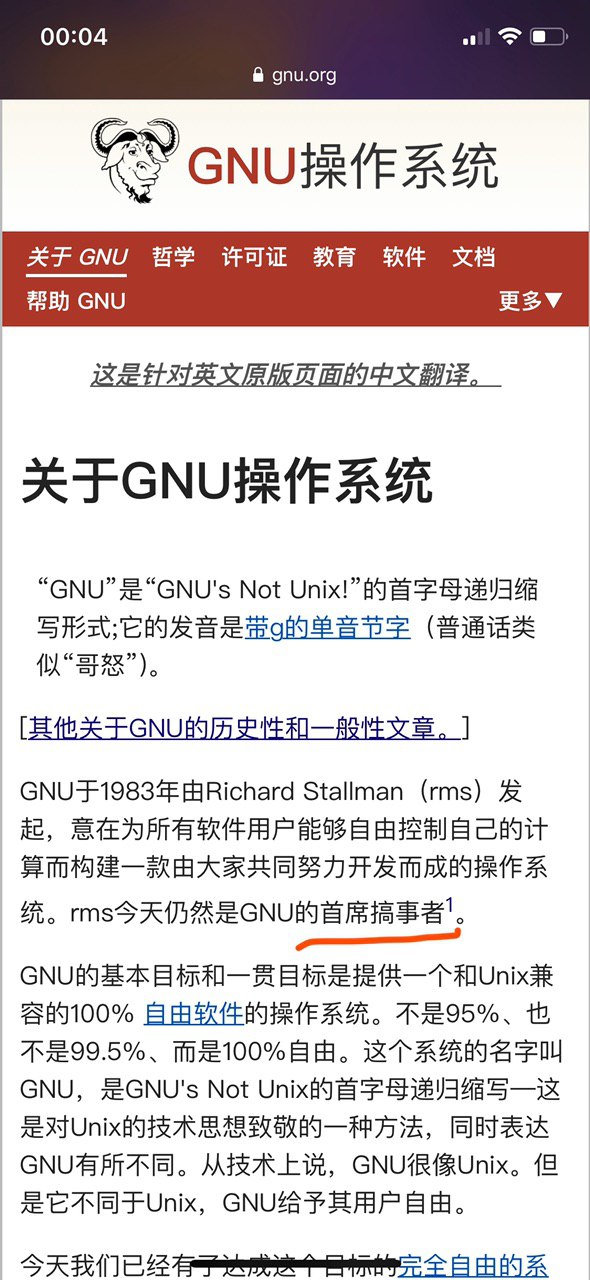 00:04
gnu.org
GNU操作系统
关于 GNU 哲学 许可证 教育 软件 文档
帮助 GNU 更多▼
这是针对英文原版页面的中文翻译。
关于GNU操作系统
“GNU”是“GNU's Not Unix!”的首字母递归缩
写形式;它的发音是带g的单音节字（普通话类
似“哥怒”）。
[其他关于GNU的历史性和一般性文章。]
GNU于1983年由Richard Stallman（rms）发
起，意在为所有软件用户能够自由控制自己的计
算而构建一款由大家共同努力开发而成的操作系
统。rms今天仍然是GNU的首席搞事者1。
GNU的基本目标和一贯目标是提供一个和Unix兼
容的100% 自由软件的操作系统。不是95%、也
不是99.5%、而是100%自由。这个系统的名字叫
GNU，是GNU's Not Unix的首字母递归缩写—这
是对Unix的技术思想致敬的一种方法，同时表达
GNU有所不同。从技术上说，GNU很像Unix。但
是它不同于Unix，GNU给予其用户自由。
今天我们已经有了达成这个目标的完全自由的系